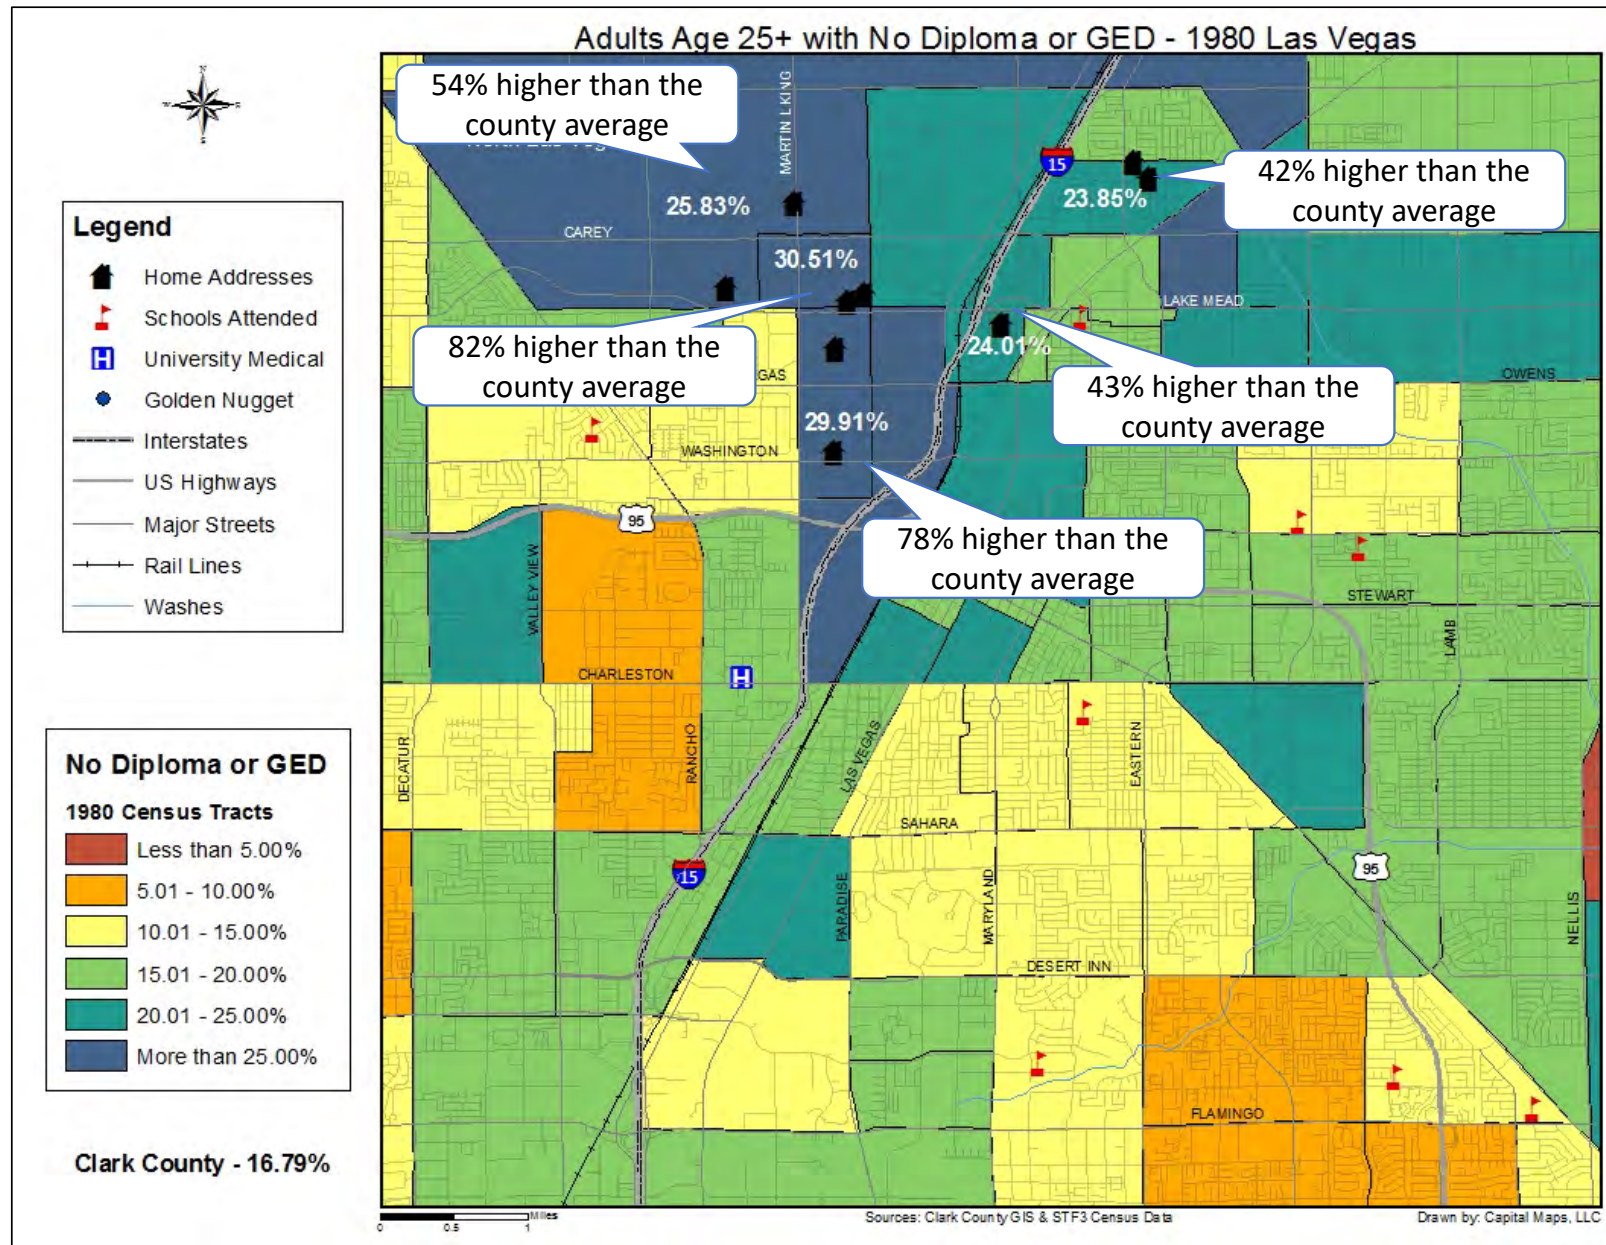 Adults Age 25+ with No Diploma or GED - 1980 Las Vegas
N
W
E
S
54% higher than the
county average
MARTIN L KING
15
42% higher than the
county average
25.83%
23.85%
CAREY
30.51%
LAKE MEAD
82% higher than the
county average
24.01%
43% higher than the
county average
OWENS
29.91%
WASHINGTON
95
78% higher than the
county average
VALLEY VIEW
STEWART
LAMB
CHARLESTON
H
DECATUR
RANCHO
LAS VEGAS
EASTERN
SAHARA
15
95
PARADISE
MARYLAND
NELLIS
DESERT INN
FLAMINGO
Legend
Home Addresses
Schools Attended
H University Medical
Golden Nugget
Interstates
US Highways
Major Streets
Rail Lines
Washes
No Diploma or GED
1980 Census Tracts
Less than 5.00%
5.01 - 10.00%
10.01 - 15.00%
15.01 - 20.00%
20.01 - 25.00%
More than 25.00%
Clark County - 16.79%
Miles
0 0.5 1
Sources: Clark County GIS & STF3 Census Data
Drawn by: Capital Maps, LLC